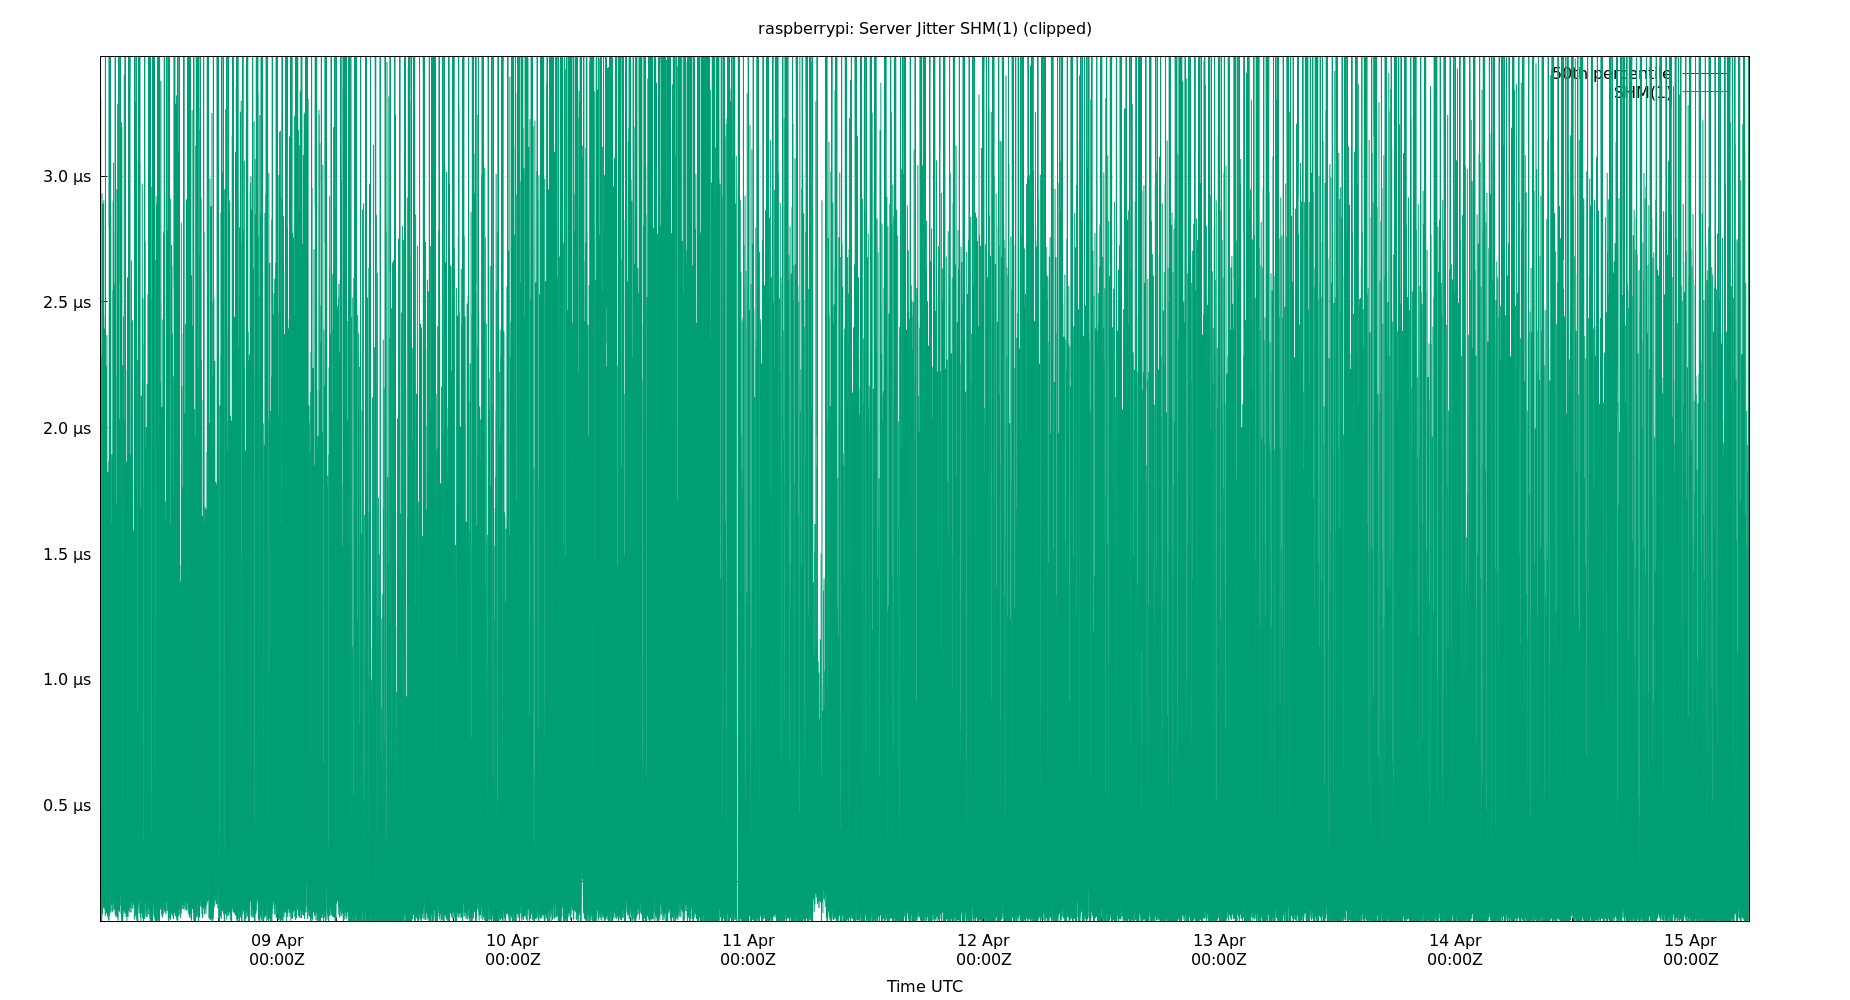 raspberrypi: Server Jitter SHM(1) (clipped)
50th percentile
SHM(1)
3.0 µs
2.5 µs
2.0 µs
1.5 µs
1.0 µs
0.5 µs
09 Apr 10 Apr 11 Apr 12 Apr 13 Apr 14 Apr 15 Apr
00:00Z 00:00Z 00:00Z 00:00Z 00:00Z 00:00Z 00:00Z
Time UTC